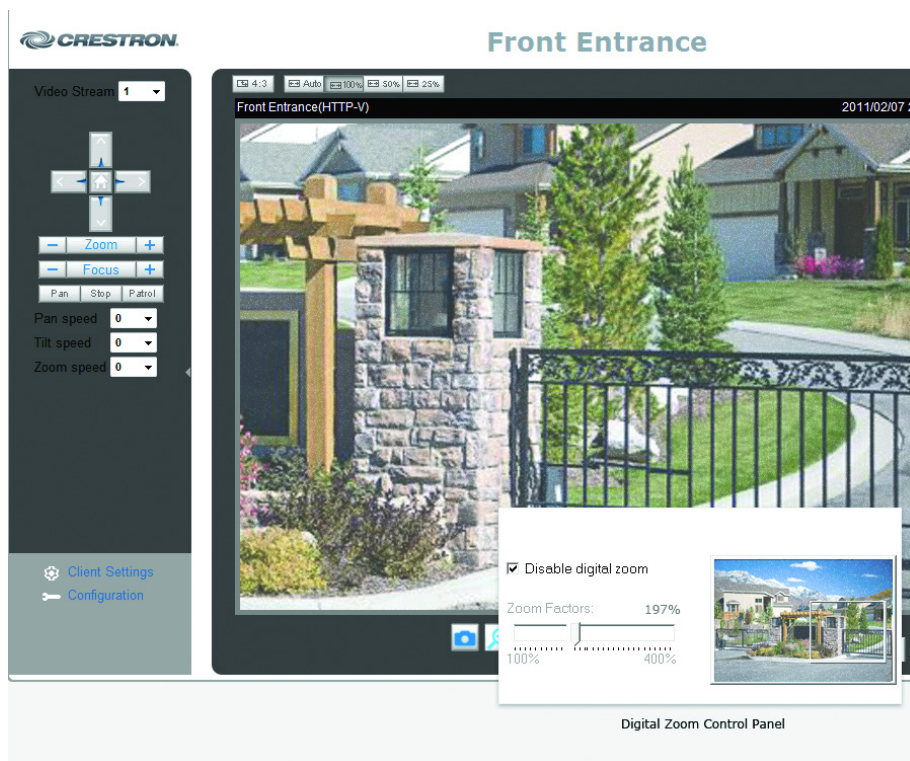 CRESTRON.
Front Entrance
Video Stream 1
4:3 Auto 100% 50% 25%
Front Entrance(HTTP-V) 2011/02/07
Zoom
Focus
Pan Stop Patrol
Pan speed 0
Tilt speed 0
Zoom speed 0
Client Settings
Configuration
Disable digital zoom
Zoom Factors: 197%
100% 400%
Digital Zoom Control Panel